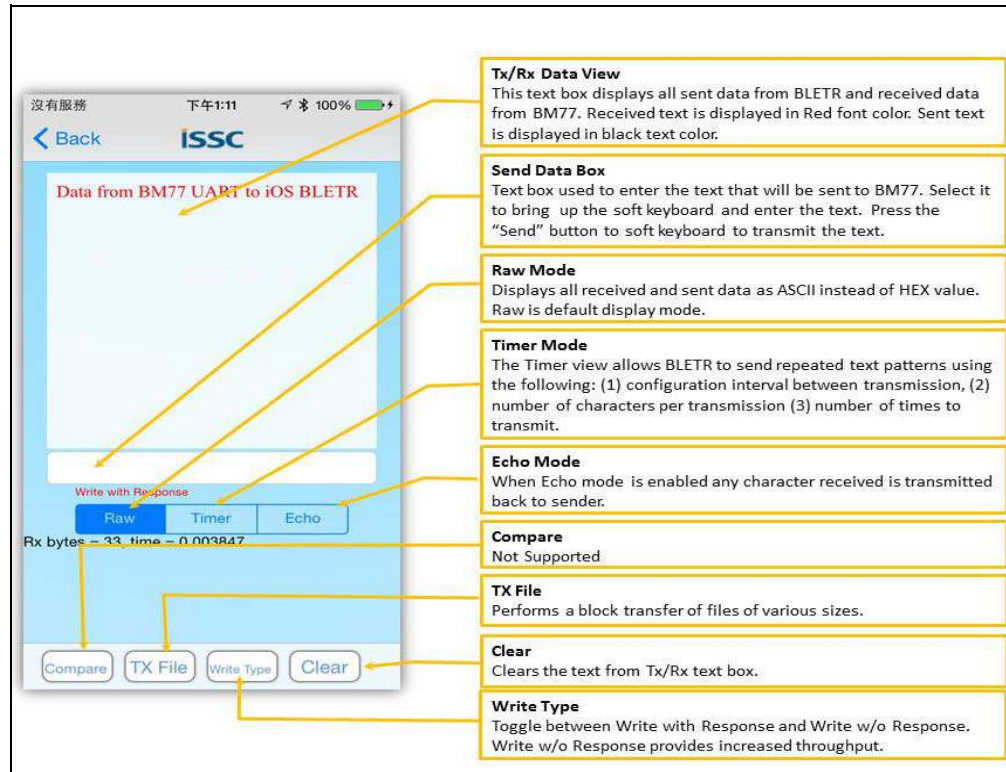 沒有服務 下午1:11 100%
Back ISSC
Data from BM77 UART to iOS BLETR
Write with Response
Raw Timer Echo
Rx bytes = 33, time = 0.003847
Compare TX File Write Type Clear
Tx/Rx Data View
This text box displays all sent data from BLETR and received data
from BM77. Received text is displayed in Red font color. Sent text
is displayed in black text color.
Send Data Box
Text box used to enter the text that will be sent to BM77. Select it
to bring up the soft keyboard and enter the text. Press the
“Send” button to soft keyboard to transmit the text.
Raw Mode
Displays all received and sent data as ASCII instead of HEX value.
Raw is default display mode.
Timer Mode
The Timer view allows BLETR to send repeated text patterns using
the following: (1) configuration interval between transmission, (2)
number of characters per transmission (3) number of times to
transmit.
Echo Mode
When Echo mode is enabled any character received is transmitted
back to sender.
Compare
Not Supported
TX File
Performs a block transfer of files of various sizes.
Clear
Clears the text from Tx/Rx text box.
Write Type
Toggle between Write with Response and Write w/o Response.
Write w/o Response provides increased throughput.